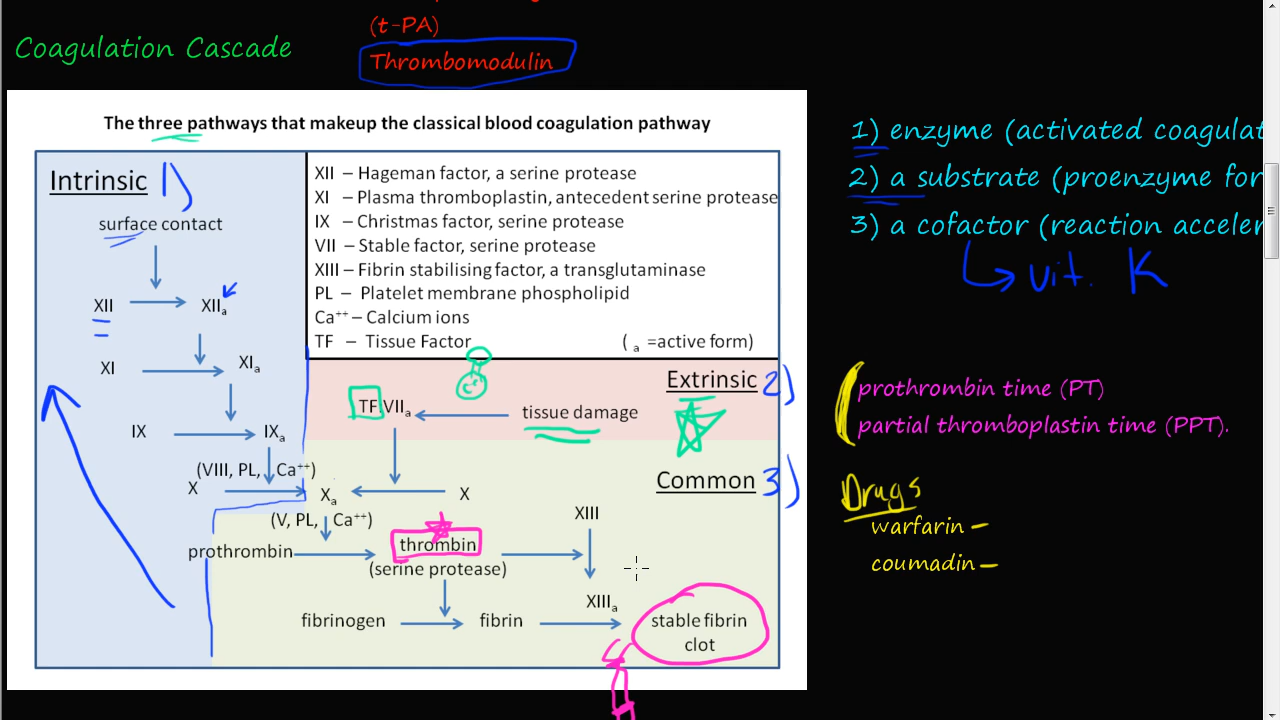 (t-PA)
Coagulation Cascade
Thrombomodulin
The three pathways that makeup the classical blood coagulation pathway
Intrinsic 1)
surface contact
XII XIIa
XI XIa
IX IXa
(VIII, PL, Ca++)
X Xa X
(V, PL, Ca++)
prothrombin thrombin
(serine protease)
fibrinogen fibrin
XII – Hageman factor, a serine protease
XI – Plasma thromboplastin, antecedent serine protease
IX – Christmas factor, serine protease
VII – Stable factor, serine protease
XIII – Fibrin stabilising factor, a transglutaminase
PL – Platelet membrane phospholipid
Ca++ – Calcium ions
TF – Tissue Factor ( a =active form)
Extrinsic 2)
TF VIIa tissue damage
Common 3)
XIII
XIIIa
stable fibrin
clot
1) enzyme (activated coagulat
2) a substrate (proenzyme for
3) a cofactor (reaction acceler
vit. K
prothrombin time (PT)
partial thromboplastin time (PPT).
Drugs
warfarin –
coumadin –